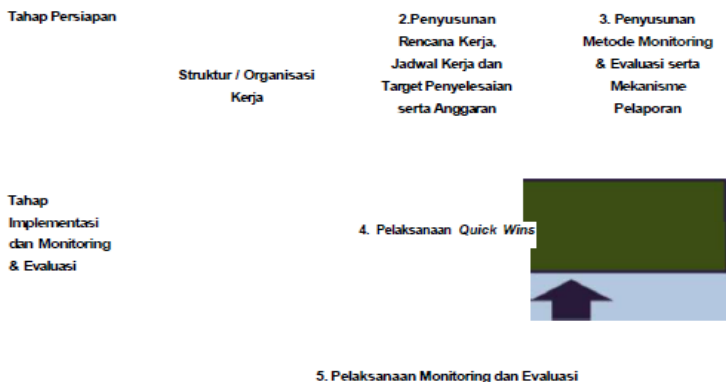 Tahap Persiapan
Struktur / Organisasi
Kerja
2.Penyusunan
Rencana Kerja,
Jadwal Kerja dan
Target Penyelesaian
serta Anggaran
3. Penyusunan
Metode Monitoring
& Evaluasi serta
Mekanisme
Pelaporan
Tahap
Implementasi
dan Monitoring
& Evaluasi
4. Pelaksanaan Quick Wins
5. Pelaksanaan Monitoring dan Evaluasi